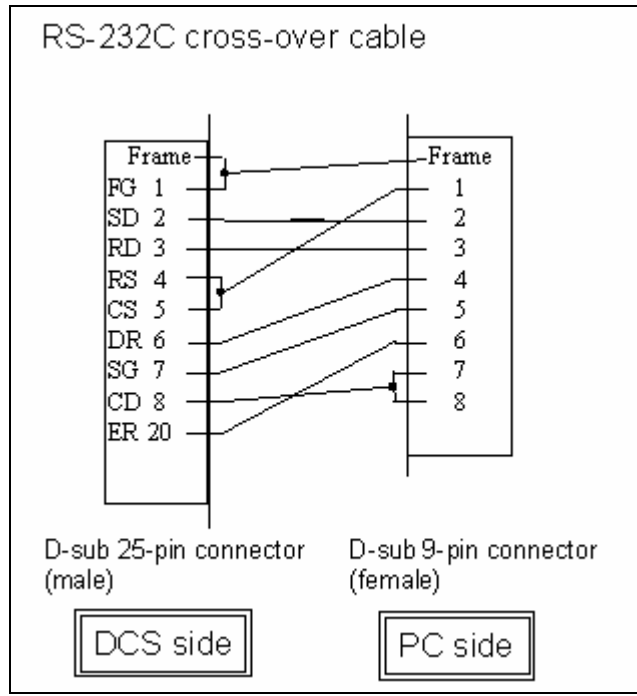 RS-232C cross-over cable
Frame
FG 1
SD 2
RD 3
RS 4
CS 5
DR 6
SG 7
CD 8
ER 20
Frame
1
2
3
4
5
6
7
8
D-sub 25-pin connector
(male)
DCS side
D-sub 9-pin connector
(female)
PC side